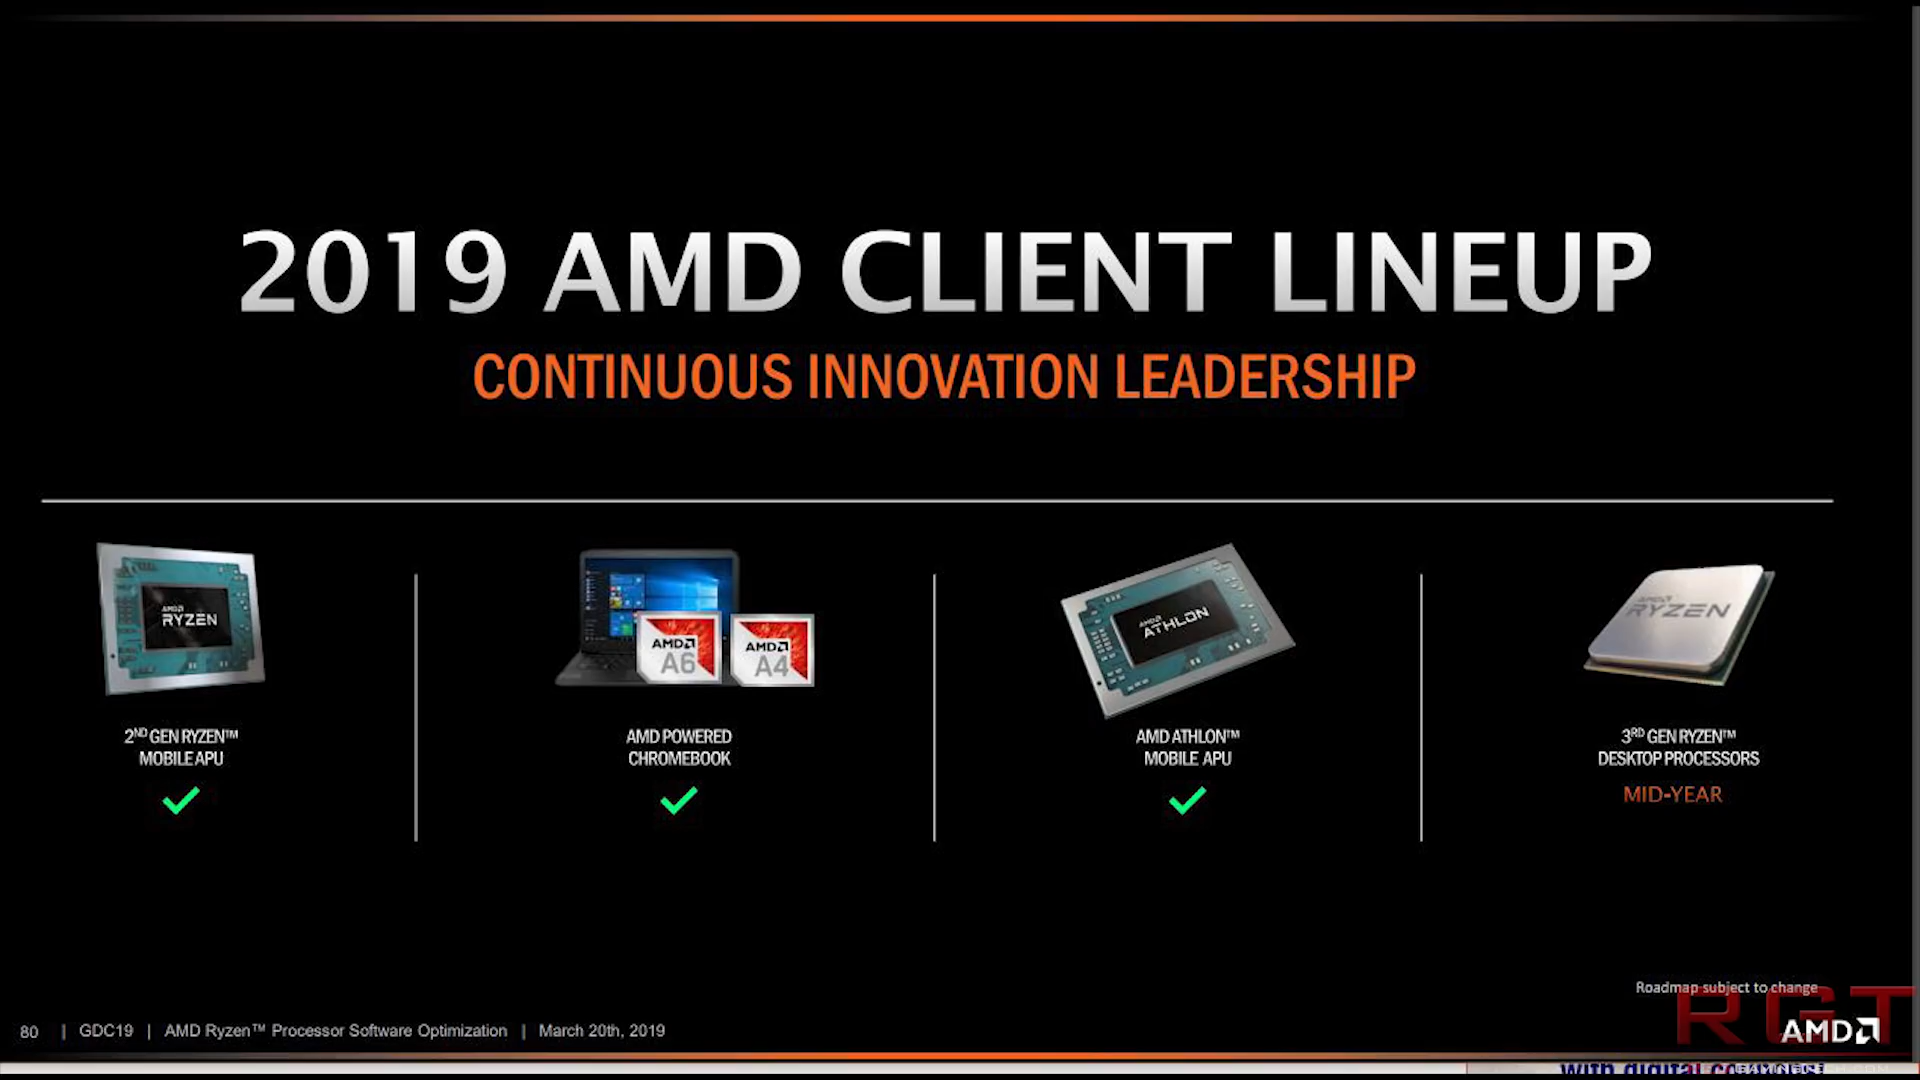 2019 AMD CLIENT LINEUP
CONTINUOUS INNOVATION LEADERSHIP
AMD
RYZEN
AMD
A6
AMD
A4
AMD
ATHLON
AMD
RYZEN
2ND GEN RYZEN™
MOBILE APU
AMD POWERED
CHROMEBOOK
AMD ATHLON™
MOBILE APU
3RD GEN RYZEN™
DESKTOP PROCESSORS
MID-YEAR
Roadmap subject to change
RGT
AMD
80 | GDC19 | AMD Ryzen™ Processor Software Optimization | March 20th, 2019